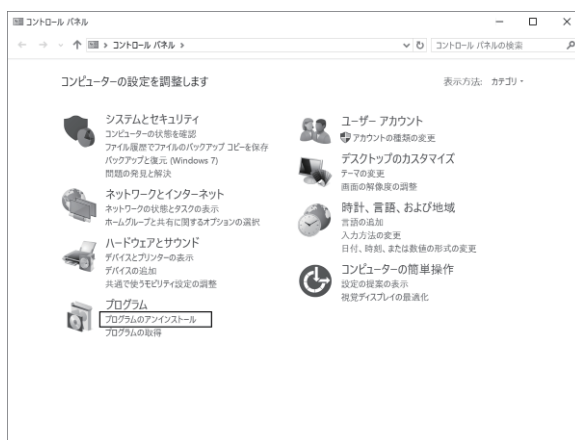 コントロール パネル
コントロール パネル
コントロール パネルの検索
コンピューターの設定を調整します
表示方法: カテゴリ
システムとセキュリティ
コンピューターの状態を確認
ファイル履歴でファイルのバックアップ コピーを保存
バックアップと復元 (Windows 7)
問題の発見と解決
ネットワークとインターネット
ネットワークの状態とタスクの表示
ホームグループと共有に関するオプションの選択
ハードウェアとサウンド
デバイスとプリンターの表示
デバイスの追加
共通で使うモビリティ設定の調整
プログラム
プログラムのアンインストール
プログラムの取得
ユーザー アカウント
アカウントの種類の変更
デスクトップのカスタマイズ
テーマの変更
画面の解像度の調整
時計、言語、および地域
言語の追加
入力方法の変更
日付、時刻、または数値の形式の変更
コンピューターの簡単操作
設定の提案の表示
視覚ディスプレイの最適化